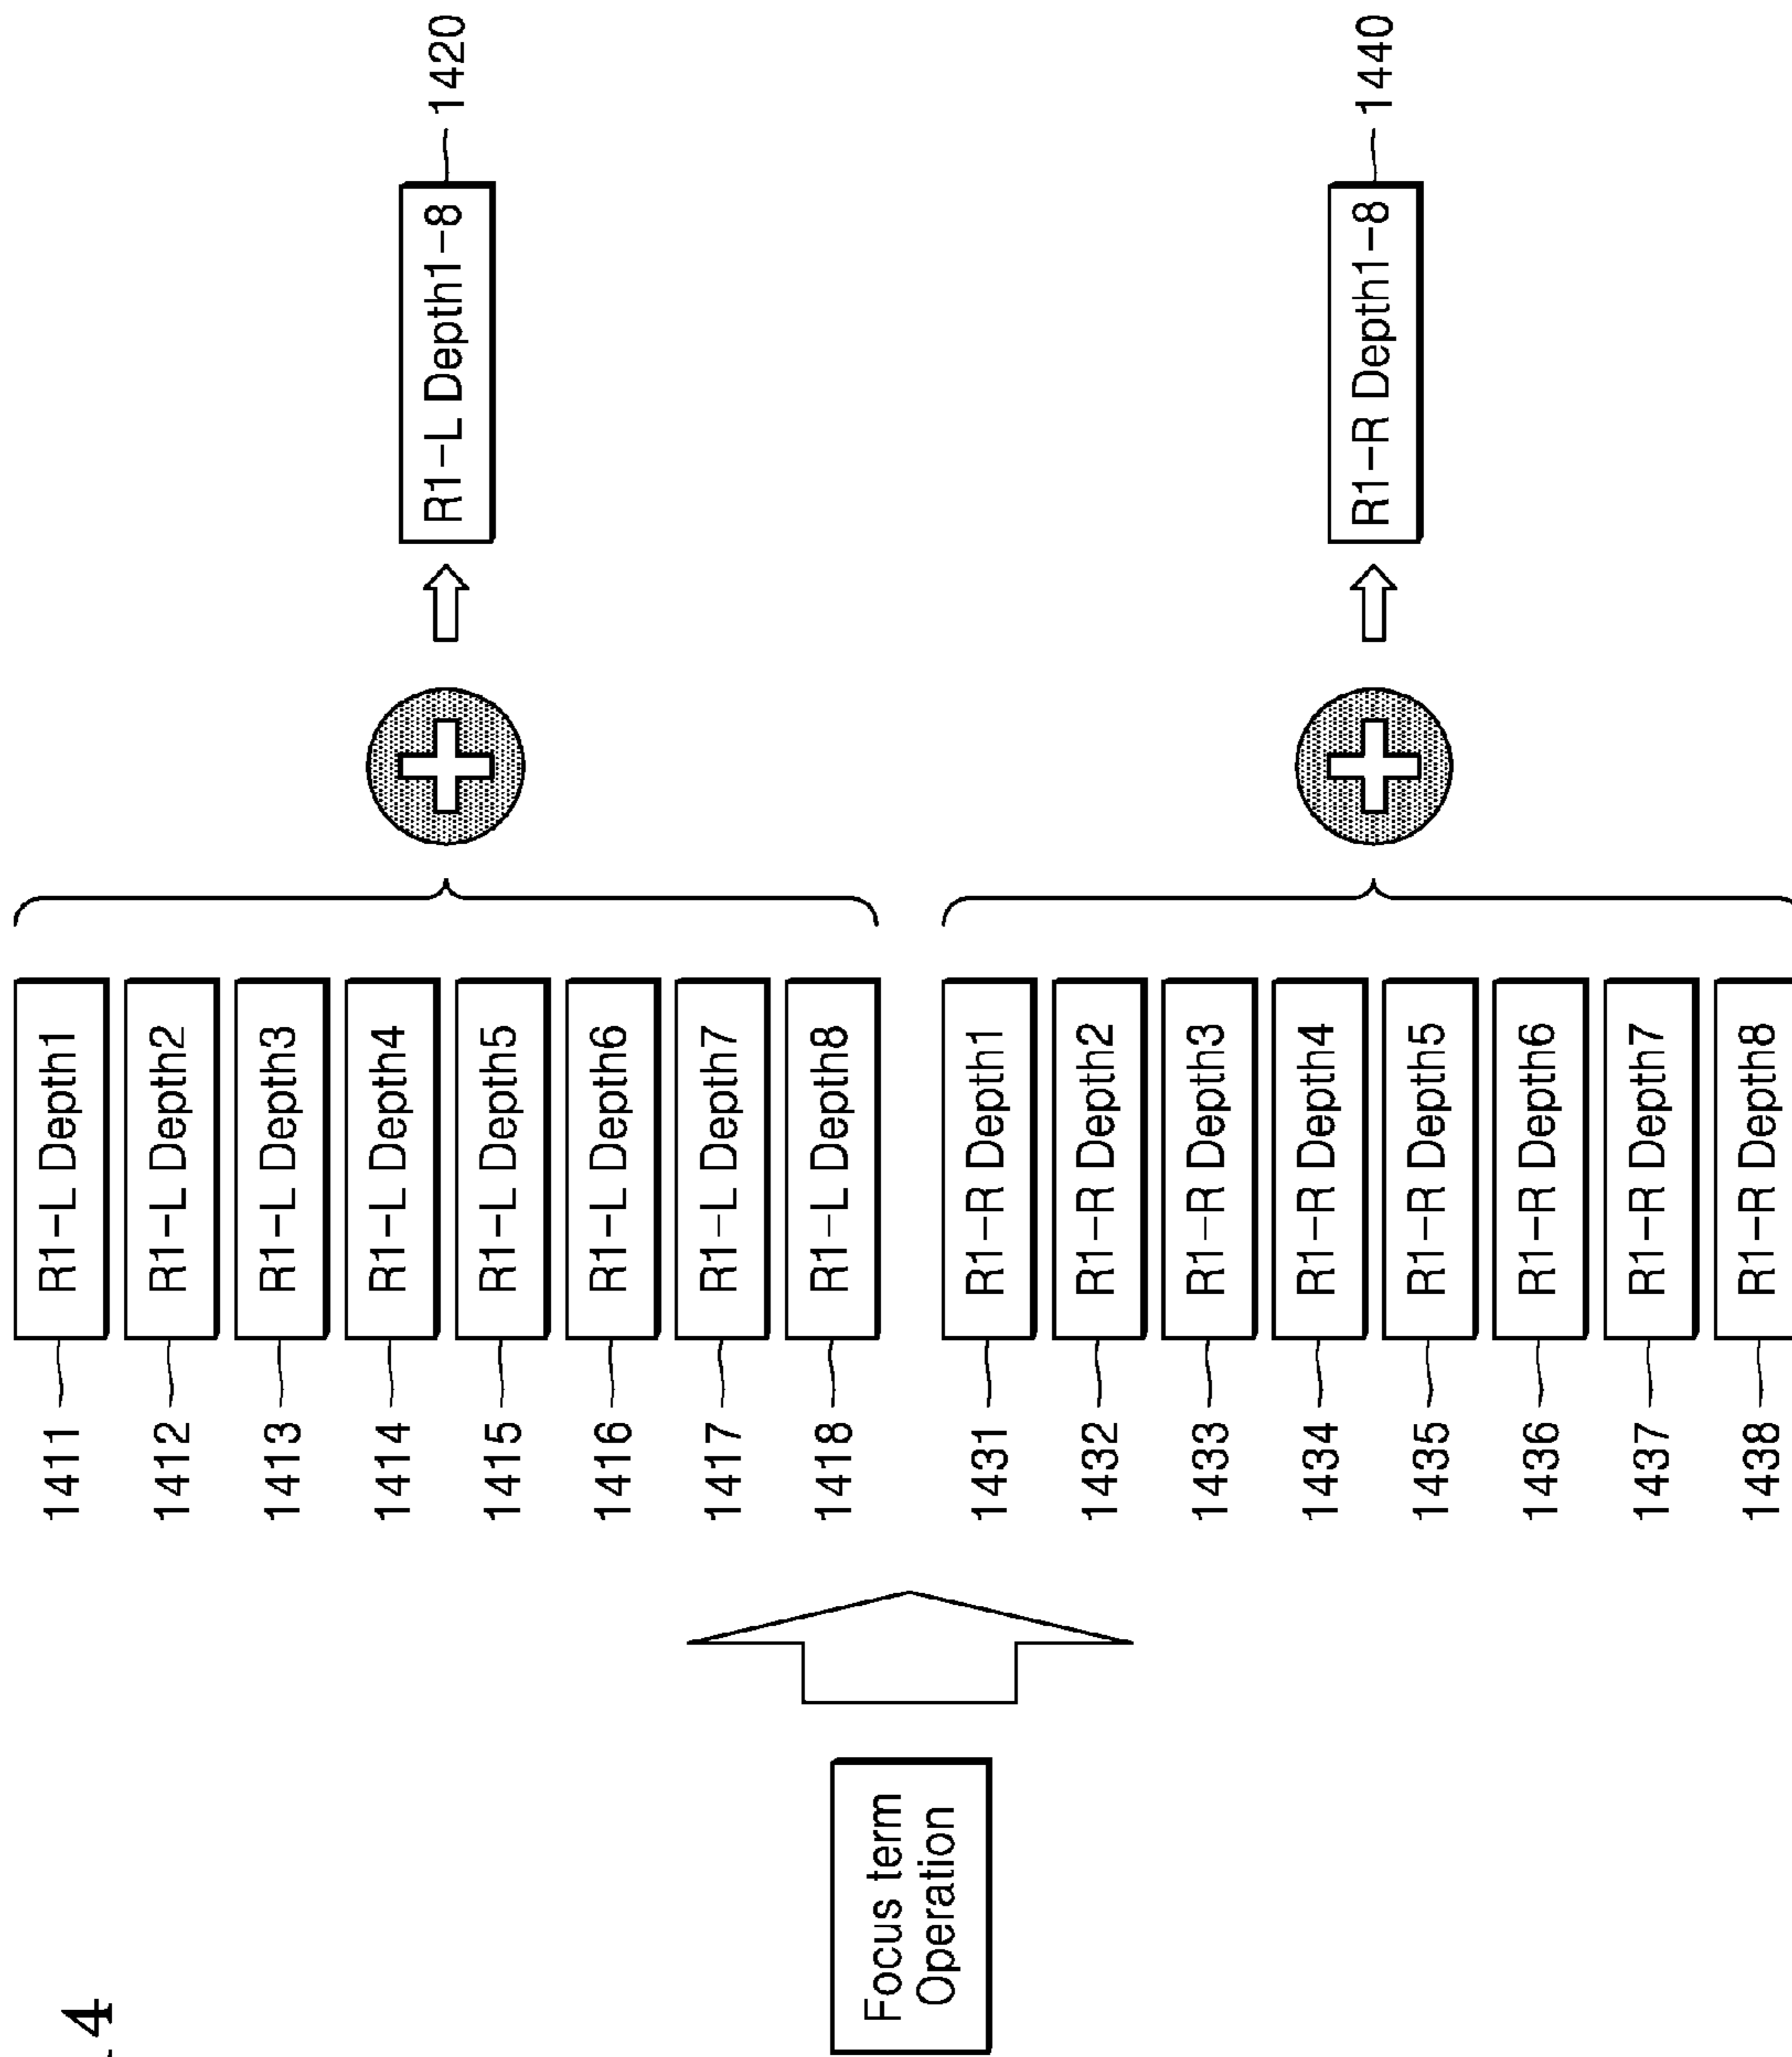 4
Focus term
Operation
1411
R1-L Depth1
1412
R1-L Depth2
1413
R1-L Depth3
1414
R1-L Depth4
1415
R1-L Depth5
1416
R1-L Depth6
1417
R1-L Depth7
1418
R1-L Depth8
R1-L Depth1-8
1420
1431
R1-R Depth1
1432
R1-R Depth2
1433
R1-R Depth3
1434
R1-R Depth4
1435
R1-R Depth5
1436
R1-R Depth6
1437
R1-R Depth7
1438
R1-R Depth8
R1-R Depth1-8
1440